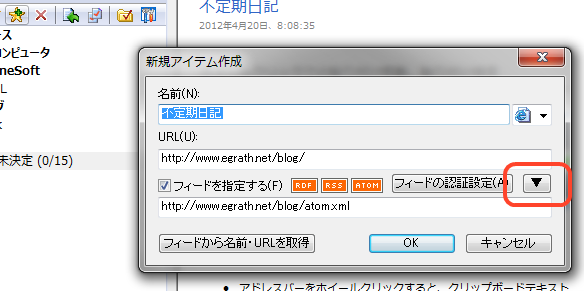 不定期日記
2012年4月20日、8:08:35
ース
コンピュータ
neSoft
L
グ
未決定 (0/15)
新規アイテム作成
名前(N):
不定期日記
URL(U):
http://www.egrath.net/blog/
フィードを指定する(F) RDF RSS ATOM フィードの認証設定(A) ▼
http://www.egrath.net/blog/atom.xml
フィードから名前・URLを取得 OK キャンセル
アドレスバーをホイールクリックすると、クリップボードテキスト